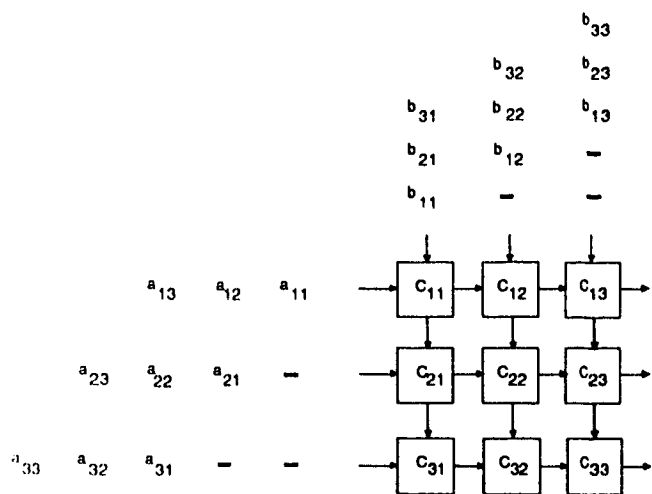 b33
b32 b23
b31 b22 b13
b21 b12 –
b11 – –
a13 a12 a11 C11 C12 C13
a23 a22 a21 – C21 C22 C23
a33 a32 a31 – – C31 C32 C33